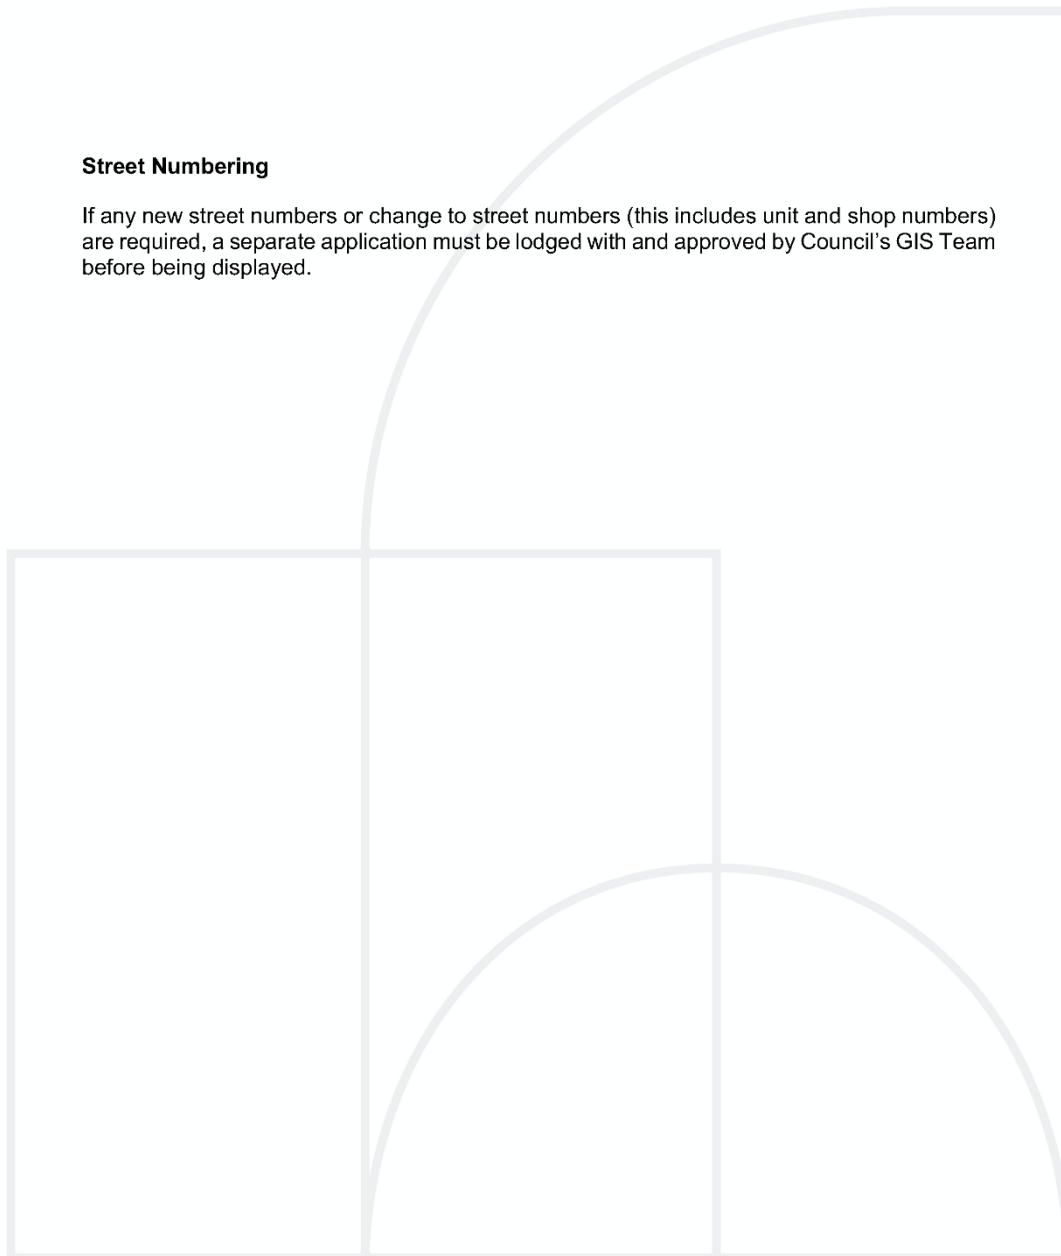 Street Numbering
If any new street numbers or change to street numbers (this includes unit and shop numbers)
are required, a separate application must be lodged with and approved by Council’s GIS Team
before being displayed.